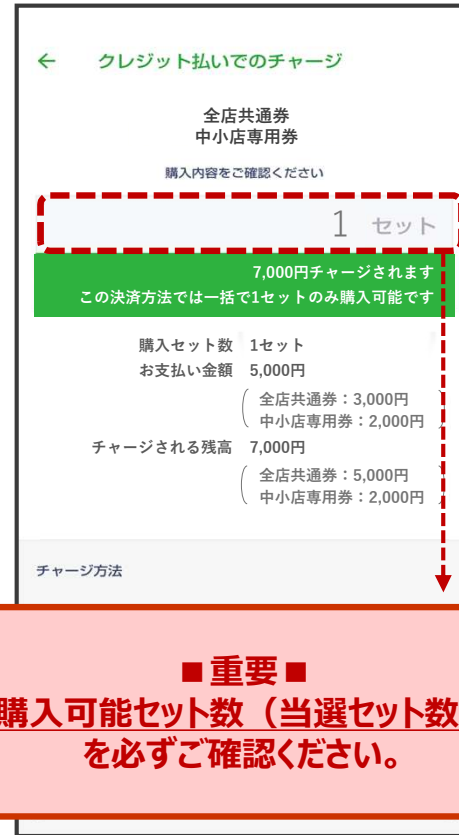 ← クレジット払いでのチャージ
全店共通券
中小店専用券
購入内容をご確認ください
1 セット
7,000円チャージされます
この決済方法では一括で1セットのみ購入可能です
購入セット数 1セット
お支払い金額 5,000円
(全店共通券：3,000円
中小店専用券：2,000円)
チャージされる残高 7,000円
(全店共通券：5,000円
中小店専用券：2,000円)
チャージ方法
■重要■
購入可能セット数（当選セット数
を必ずご確認ください。